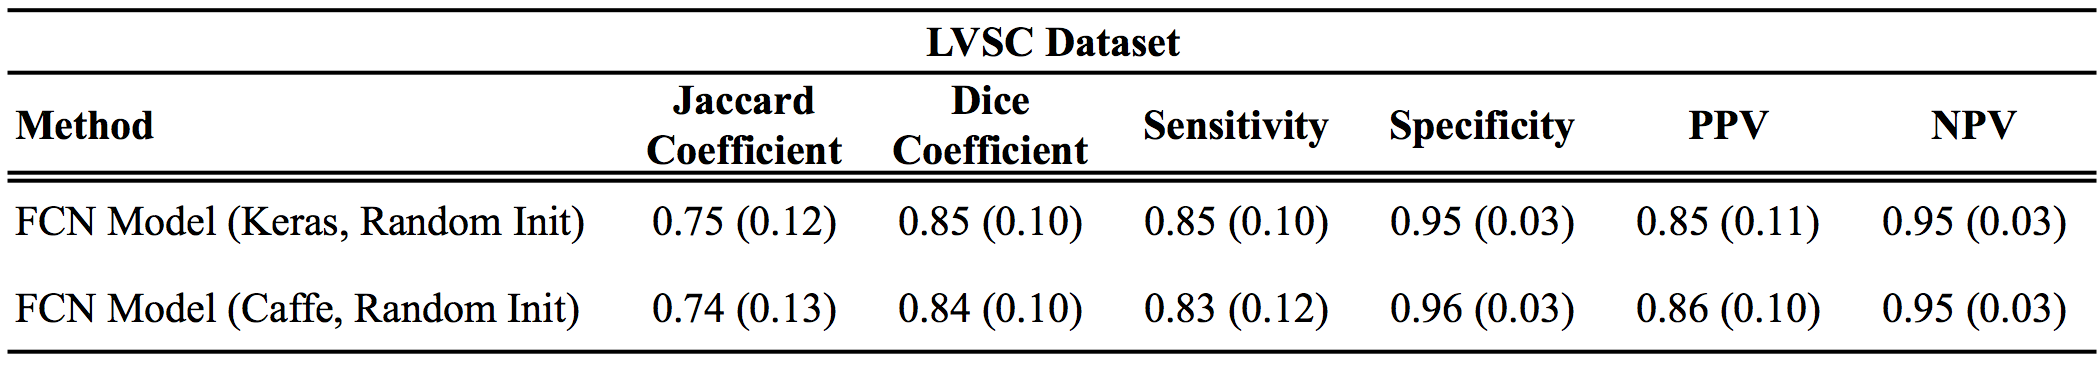 LVSC Dataset
Method Jaccard Coefficient Dice Coefficient Sensitivity Specificity PPV NPV
FCN Model (Keras, Random Init) 0.75 (0.12) 0.85 (0.10) 0.85 (0.10) 0.95 (0.03) 0.85 (0.11) 0.95 (0.03)
FCN Model (Caffe, Random Init) 0.74 (0.13) 0.84 (0.10) 0.83 (0.12) 0.96 (0.03) 0.86 (0.10) 0.95 (0.03)